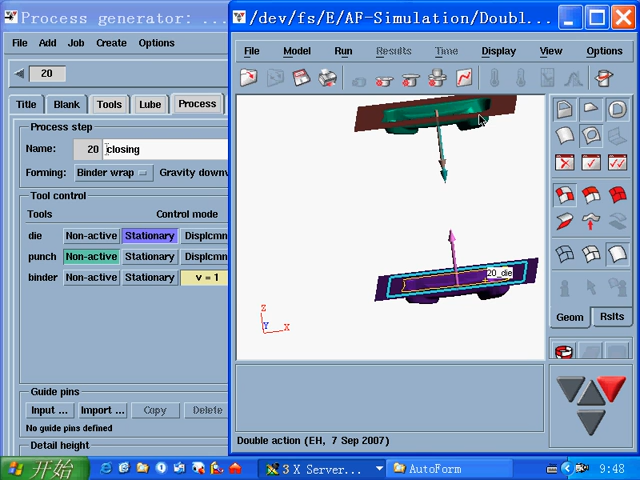 Process generator: ...
/dev/fs/E/AF-Simulation/Doubl...
File Add Job Create Options
File Model Run Results Time Display View Options
20
Title Blank Tools Lube Process
Process step
Name: 20 closing
Forming: Binder wrap Gravity downw
Tool control
Tools Control mode
die Non-active Stationary Displcmn
punch Non-active Stationary Displcmn
binder Non-active Stationary v = 1
20_die
Z
Y X
Geom Rslts
Guide pins
Input ... Import ... Copy Delete
No guide pins defined
Detail height
Double action (EH, 7 Sep 2007)
开始 3 X Server... AutoForm 9:48